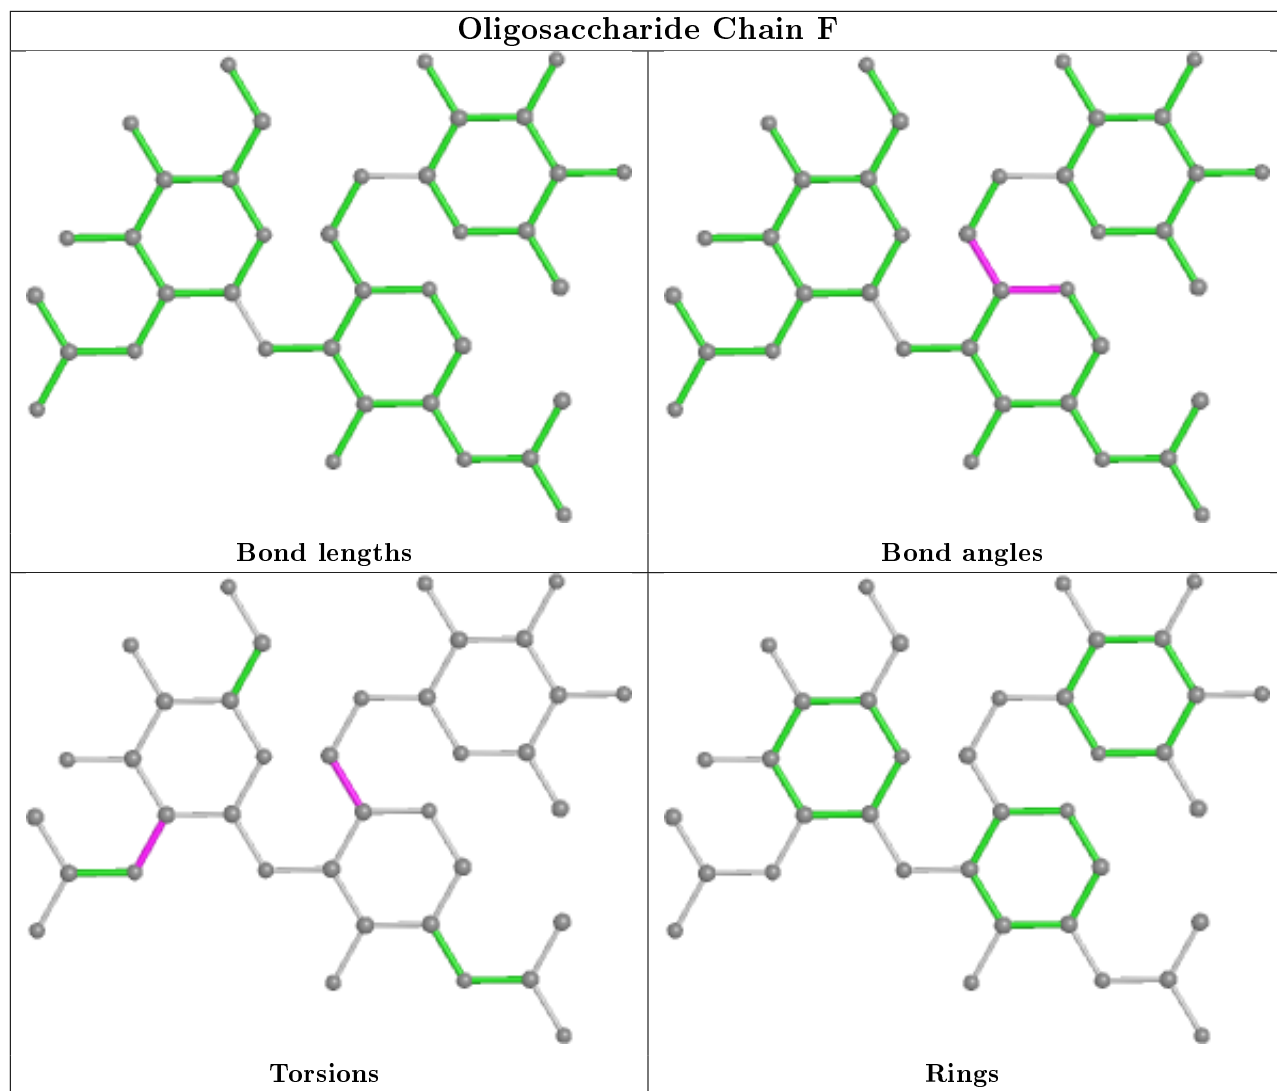 Oligosaccharide Chain F
Bond lengths
Bond angles
Torsions
Rings